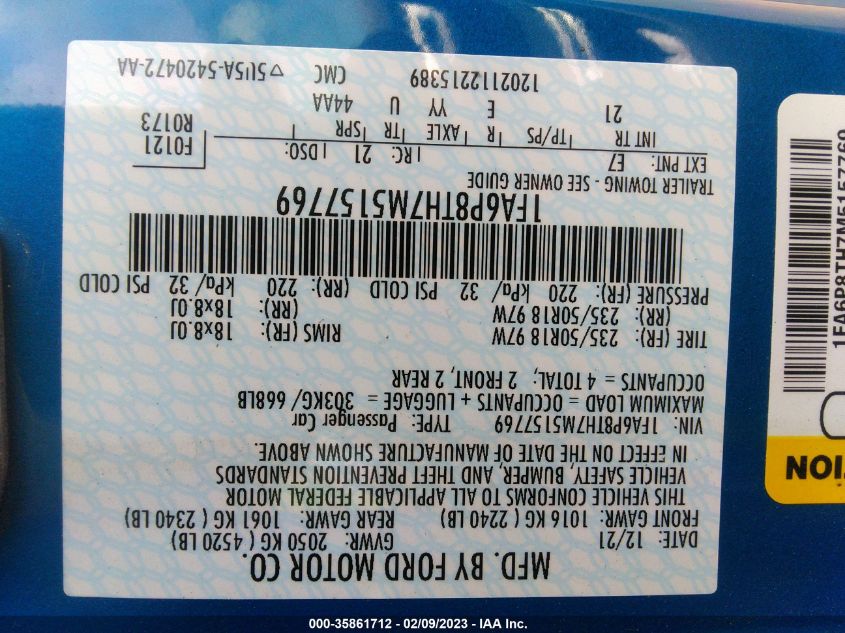 MFD. BY FORD MOTOR CO.
DATE: 12/21 GVWR: 2050 KG ( 4520 LB)
FRONT GAWR: 1016 KG ( 2240 LB) REAR GAWR: 1061 KG ( 2340 LB)
THIS VEHICLE CONFORMS TO ALL APPLICABLE FEDERAL MOTOR
VEHICLE SAFETY, BUMPER, AND THEFT PREVENTION STANDARDS
IN EFFECT ON THE DATE OF MANUFACTURE SHOWN ABOVE.
VIN: 1FA6P8TH7M5157769 TYPE: Passenger Car
MAXIMUM LOAD = OCCUPANTS + LUGGAGE = 303KG/ 668LB
OCCUPANTS = 4 TOTAL, 2 FRONT, 2 REAR
TIRE (FR): 235/50R18 97W RIMS (FR): 18x8.0J
(RR): 235/50R18 97W (RR): 18x8.0J
PRESSURE (FR): 220 kPa/ 32 PSI COLD (RR): 220 kPa/ 32 PSI COLD
1FA6P8TH7M5157769
TRAILER TOWING - SEE OWNER GUIDE
EXT PNT: E7 RC: 21 DSO: F0121
INT TR TP/PS R AXLE TR SPR R0173
21 E YY U 44AA
1202112215389 CMC ▽5U5A-5420472-AA
1FA6P8TH7M5157769
ION
000-35861712 - 02/09/2023 - IAA Inc.